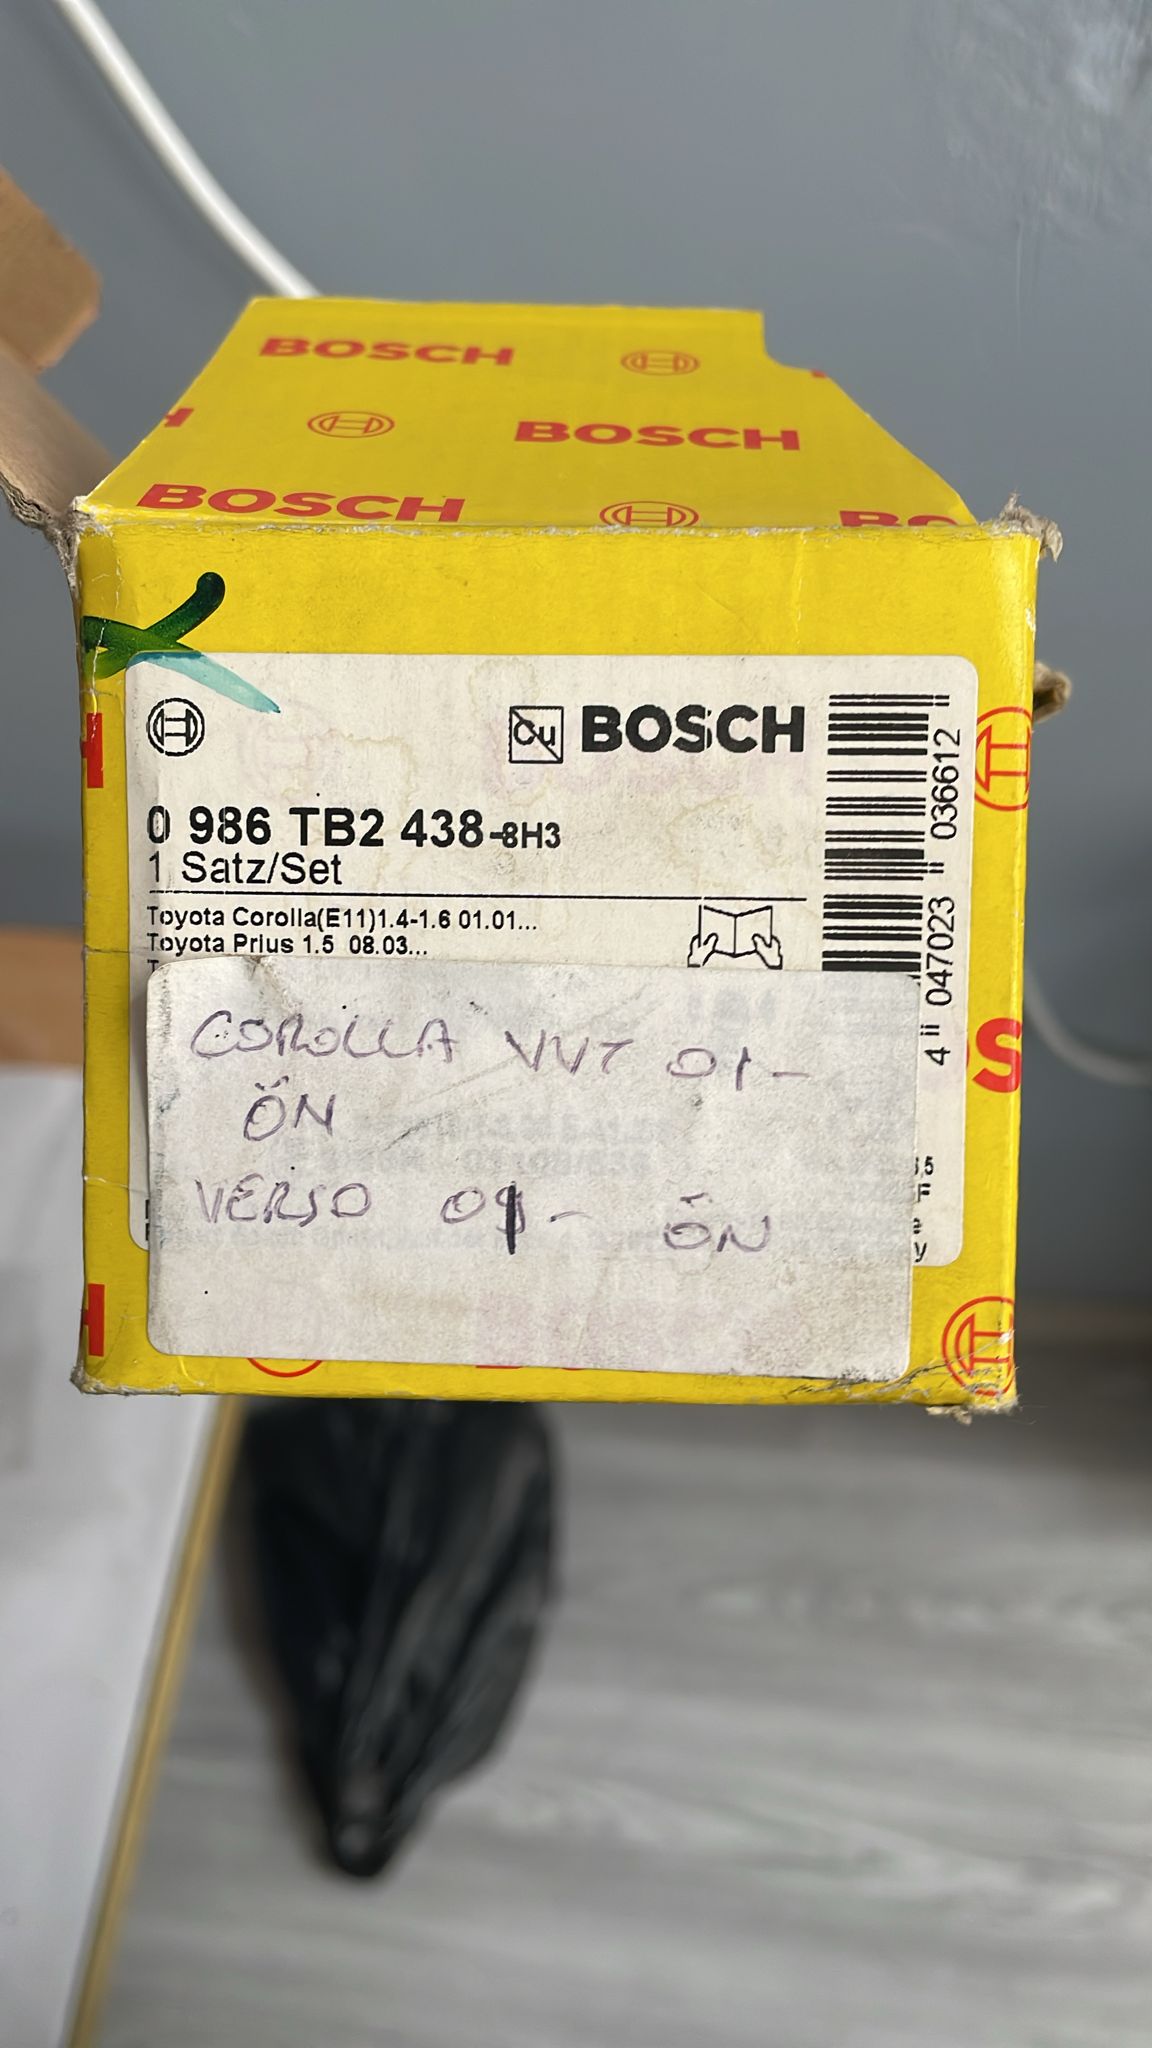 BOSCH
BOSCH
BOSCH
BOSCH
0 986 TB2 438-8H3
1 Satz/Set
Toyota Corolla(E11)1.4-1.6 01.01...
Toyota Prius 1.5 08.03...
4 047023 036612
COROLLA VVT 01-
ÖN
VERSO 01- ÖN